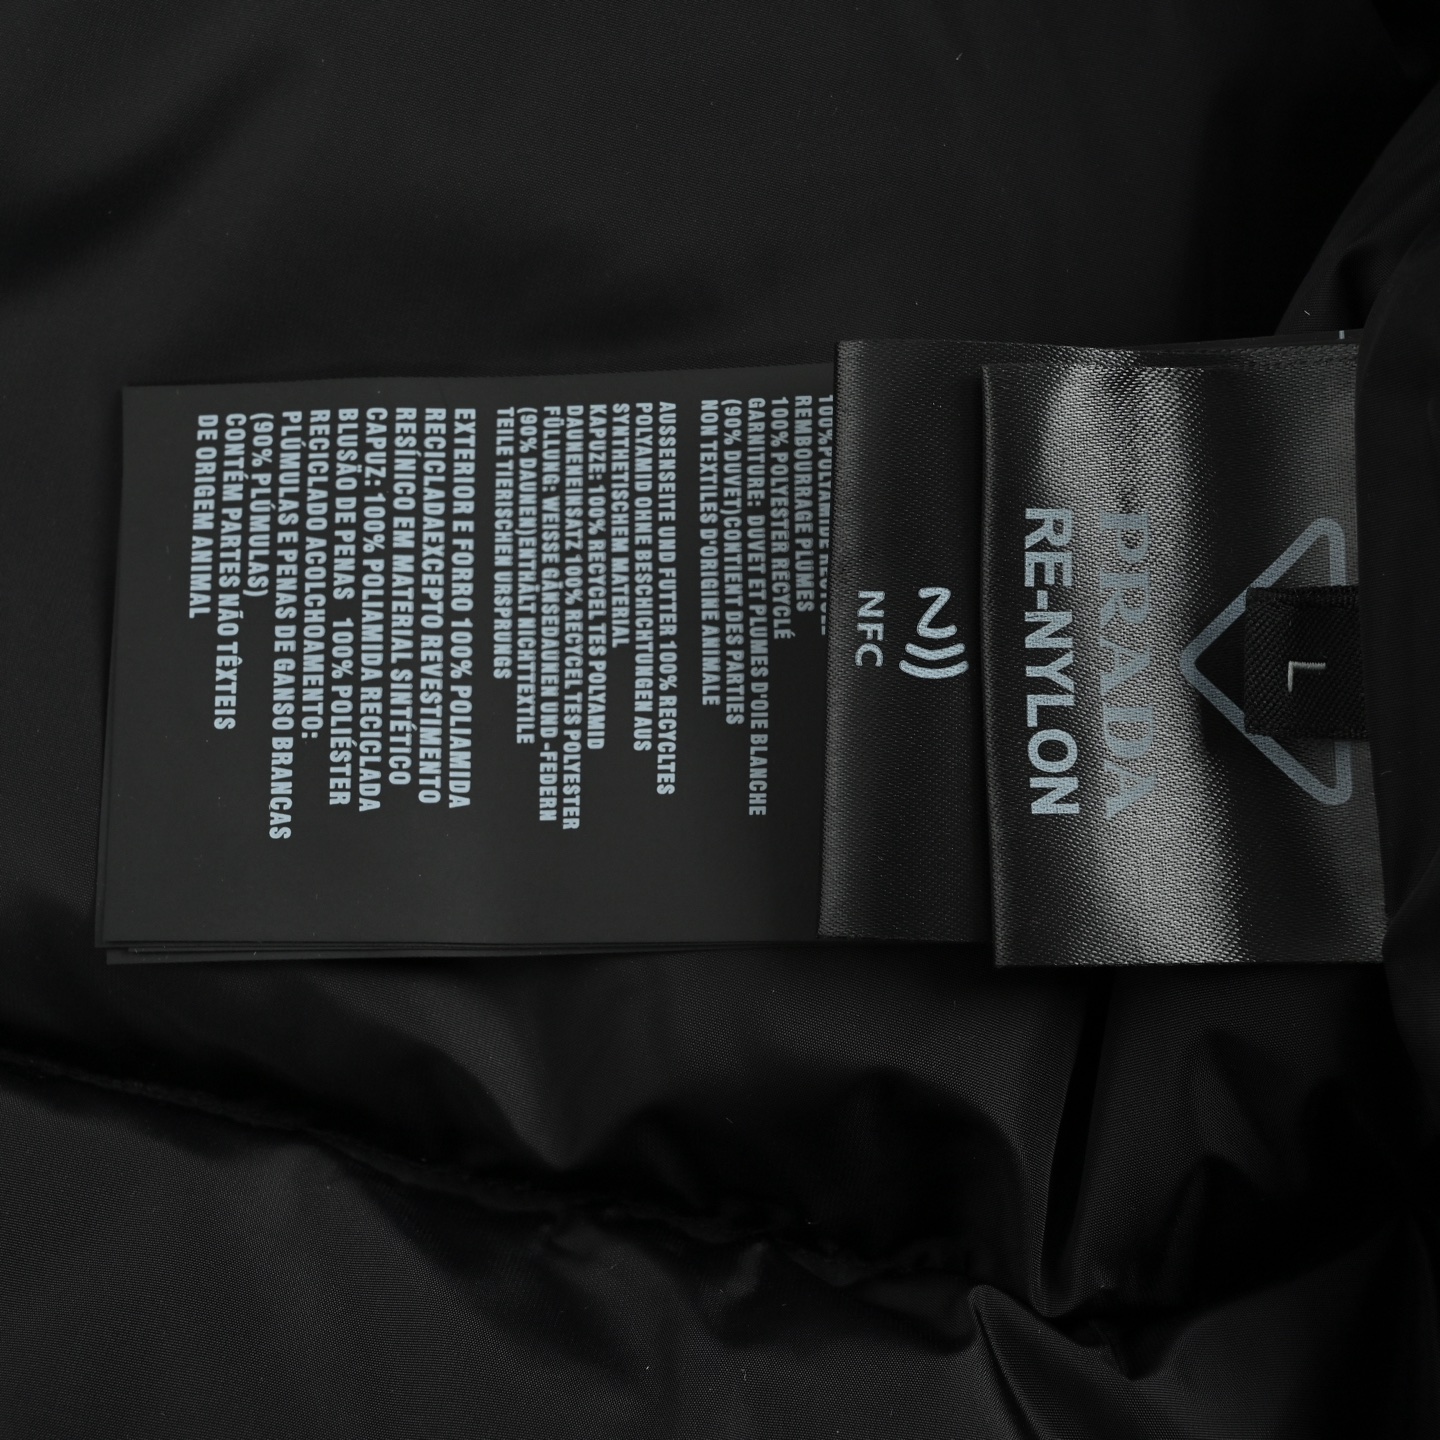 L
PRADA
RE-NYLON
NFC
REMBOURRAGE PLUMES
100% POLYESTER RECYCLÉ
GARNITURE: DUVET ET PLUMES D'OIE BLANCHE
(90% DUVET)CONTIENT DES PARTIES
NON TEXTILES D'ORIGINE ANIMALE
AUSSENSEITE UND FUTTER 100% RECYCLTES
POLYAMID OHNE BESCHICHTUNGEN AUS
SYNTHETISCHEM MATERIAL
KAPUZE: 100% RECYCELTES POLYAMID
DAUNENEINSATZ 100% RECYCELTES POLYESTER
FÜLLUNG: WEISSE GÄNSEDAUNEN UND -FEDERN
(90% DAUNEN)ENTHÄLT NICHTTEXTILE
TEILE TIERISCHEN URSPRUNGS
EXTERIOR E FORRO 100% POLIAMIDA
RECICLADAEXCEPTO REVESTIMENTO
RESÍNICO EM MATERIAL SINTÉTICO
CAPUZ: 100% POLIAMIDA RECICLADA
BLUSÃO DE PENAS 100% POLIÉSTER
RECICLADO ACOLCHOAMENTO:
PLÚMULAS E PENAS DE GANSO BRANCAS
(90% PLÚMULAS)
CONTÉM PARTES NÃO TÊXTEIS
DE ORIGEM ANIMAL